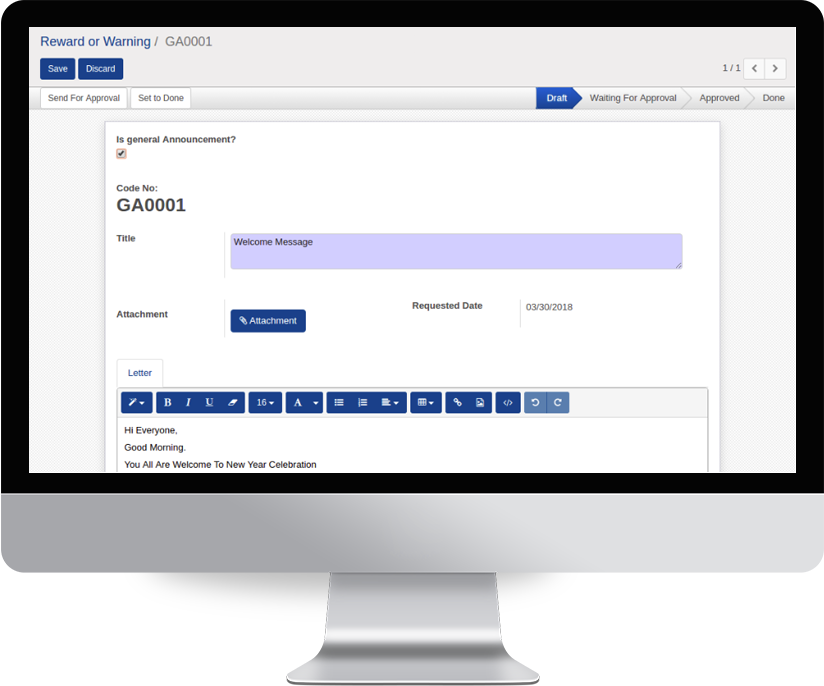 Reward or Warning / GA0001
Save Discard 1 / 1
Send For Approval Set to Done Draft Waiting For Approval Approved Done
Is general Announcement?
Code No:
GA0001
Title Welcome Message
Requested Date 03/30/2018
Attachment Attachment
Letter
B I U 16 A </>
Hi Everyone,
Good Morning.
You All Are Welcome To New Year Celebration